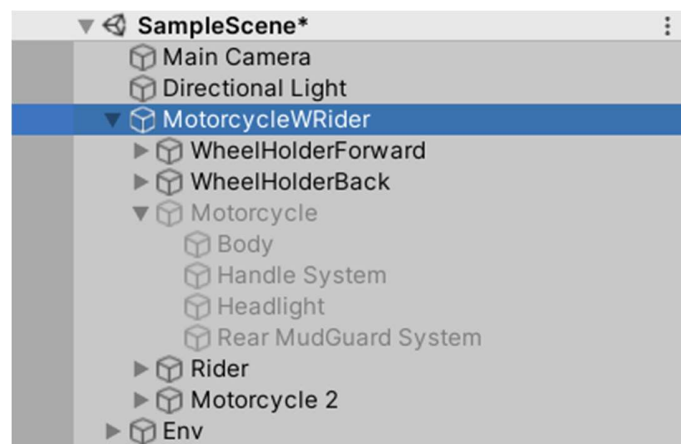 SampleScene*
Main Camera
Directional Light
MotorcycleWRider
WheelHolderForward
WheelHolderBack
Motorcycle
Body
Handle System
Headlight
Rear MudGuard System
Rider
Motorcycle 2
Env